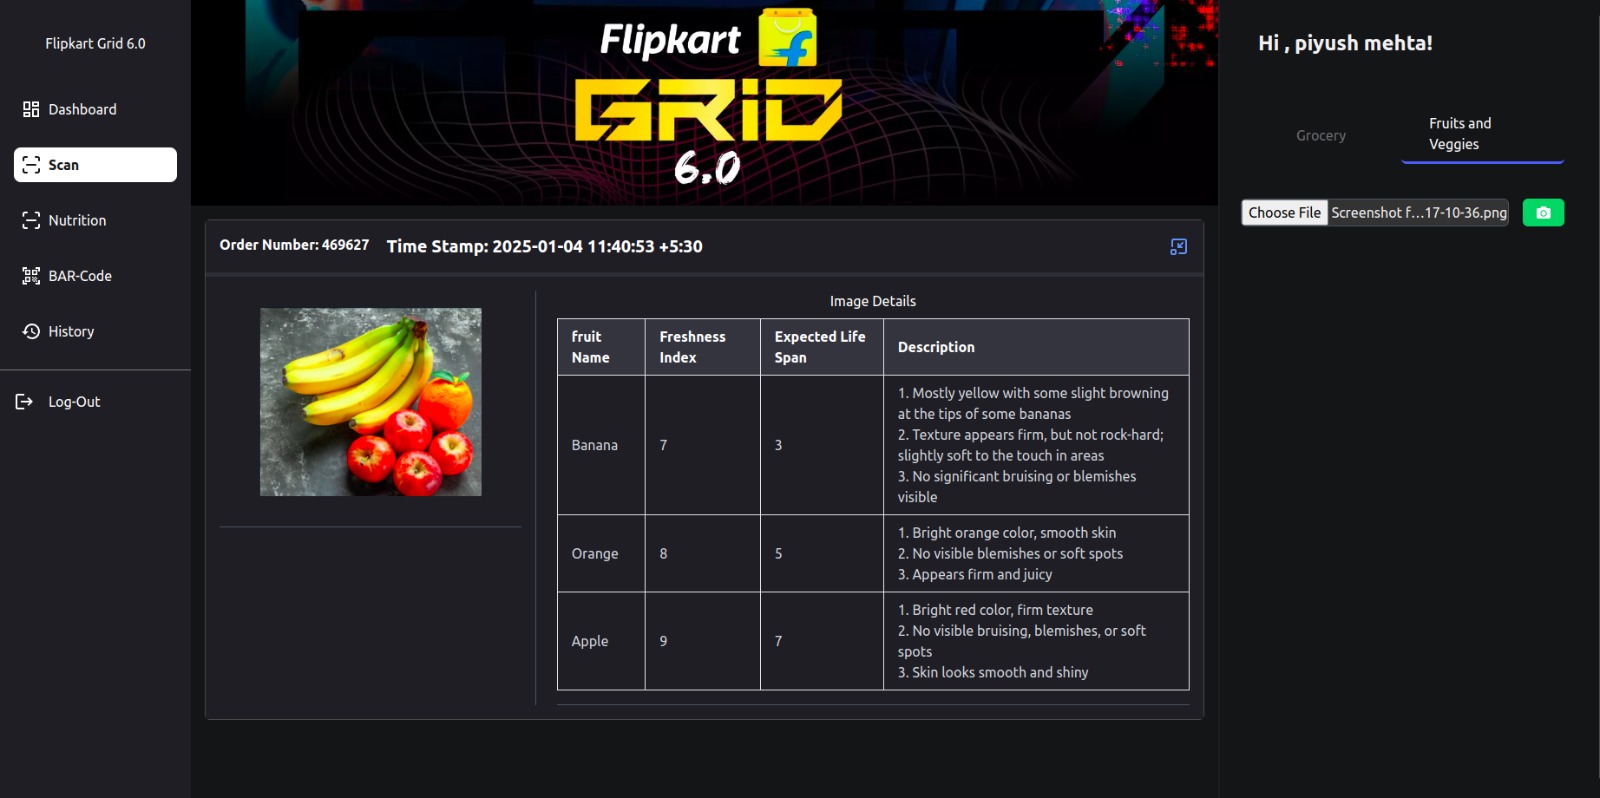 Flipkart Grid 6.0
Dashboard
Scan
Nutrition
BAR-Code
History
Log-Out
Flipkart
GRiD
6.0
Order Number: 469627
Time Stamp: 2025-01-04 11:40:53 +5:30
Image Details
fruit
Name
Freshness
Index
Expected Life
Span
Description
Banana
7
3
1. Mostly yellow with some slight browning
at the tips of some bananas
2. Texture appears firm, but not rock-hard;
slightly soft to the touch in areas
3. No significant bruising or blemishes
visible
Orange
8
5
1. Bright orange color, smooth skin
2. No visible blemishes or soft spots
3. Appears firm and juicy
Apple
9
7
1. Bright red color, firm texture
2. No visible bruising, blemishes, or soft
spots
3. Skin looks smooth and shiny
Hi , piyush mehta!
Grocery
Fruits and
Veggies
Choose File
Screenshot f...17-10-36.png